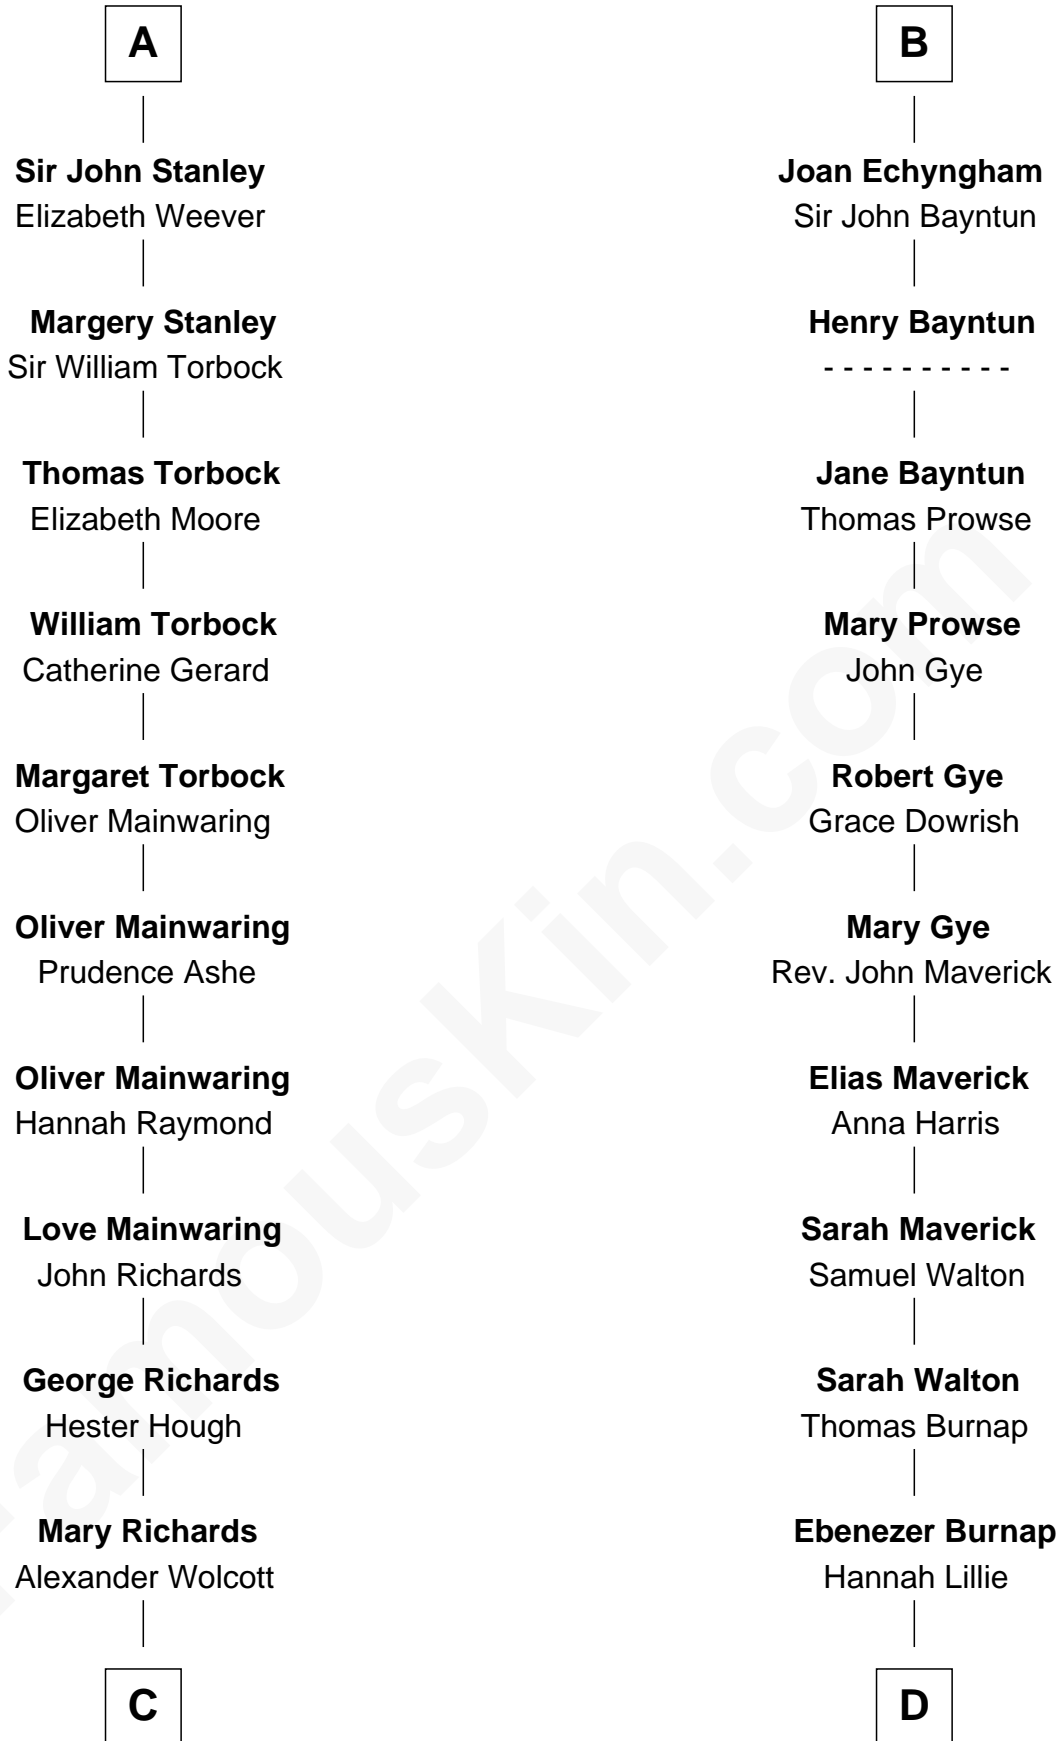 A
Sir John Stanley
Elizabeth Weever
Margery Stanley
Sir William Torbock
Thomas Torbock
Elizabeth Moore
William Torbock
Catherine Gerard
Margaret Torbock
Oliver Mainwaring
Oliver Mainwaring
Prudence Ashe
Oliver Mainwaring
Hannah Raymond
Love Mainwaring
John Richards
George Richards
Hester Hough
Mary Richards
Alexander Wolcott
C
B
Joan Echyngham
Sir John Bayntun
Henry Bayntun
- - - - - - - - - -
Jane Bayntun
Thomas Prowse
Mary Prowse
John Gye
Robert Gye
Grace Dowrish
Mary Gye
Rev. John Maverick
Elias Maverick
Anna Harris
Sarah Maverick
Samuel Walton
Sarah Walton
Thomas Burnap
Ebenezer Burnap
Hannah Lillie
D
FamousKin.com